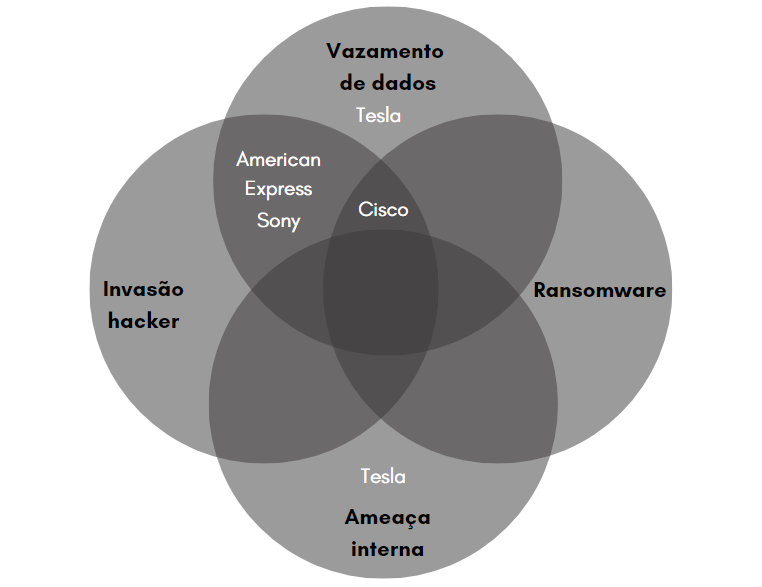 Vazamento
de dados
Tesla
American
Express
Sony
Cisco
Invasão
hacker
Ransomware
Tesla
Ameaça
interna